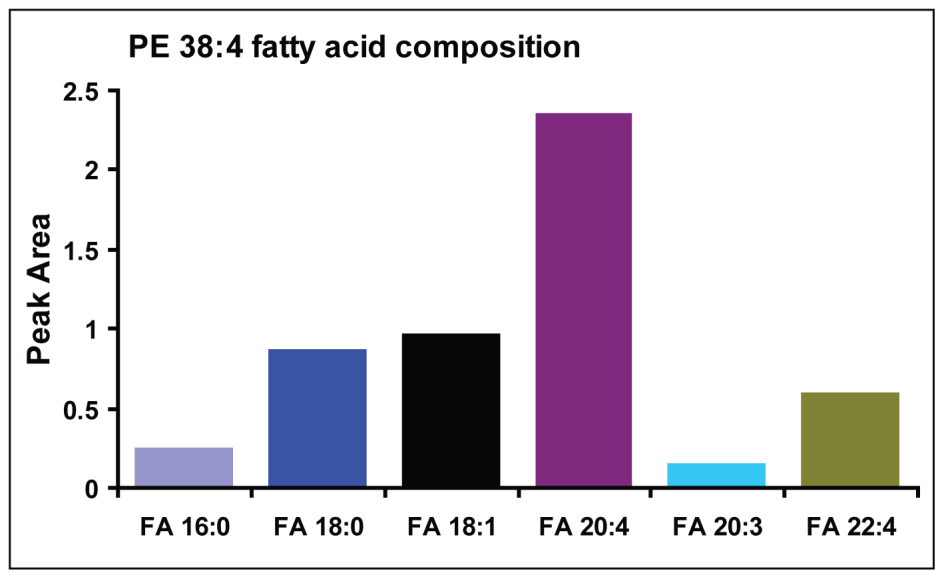 PE 38:4 fatty acid composition
Peak Area
2.5
2
1.5
1
0.5
0
FA 16:0 FA 18:0 FA 18:1 FA 20:4 FA 20:3 FA 22:4